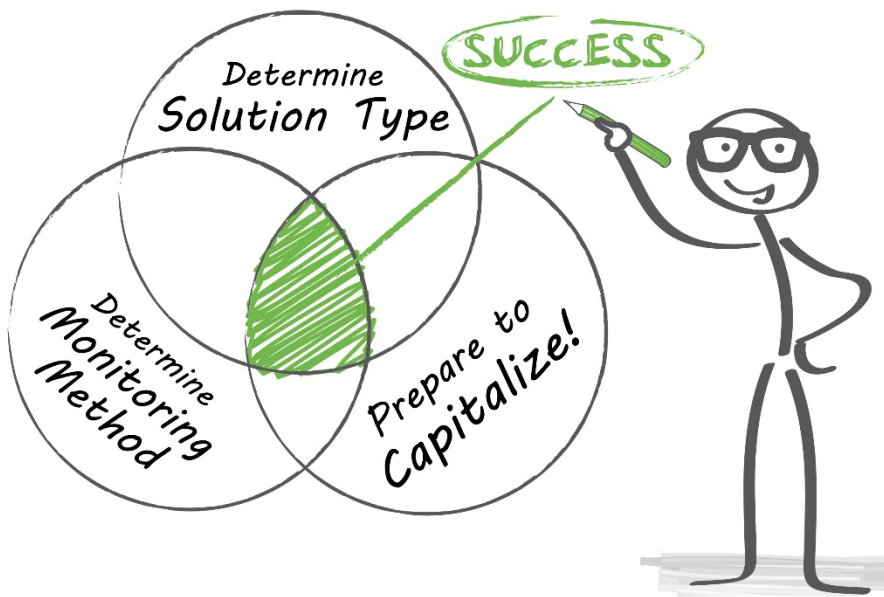 SUCCESS
Determine
Solution Type
Determine
Monitoring
Method
Prepare to
Capitalize!